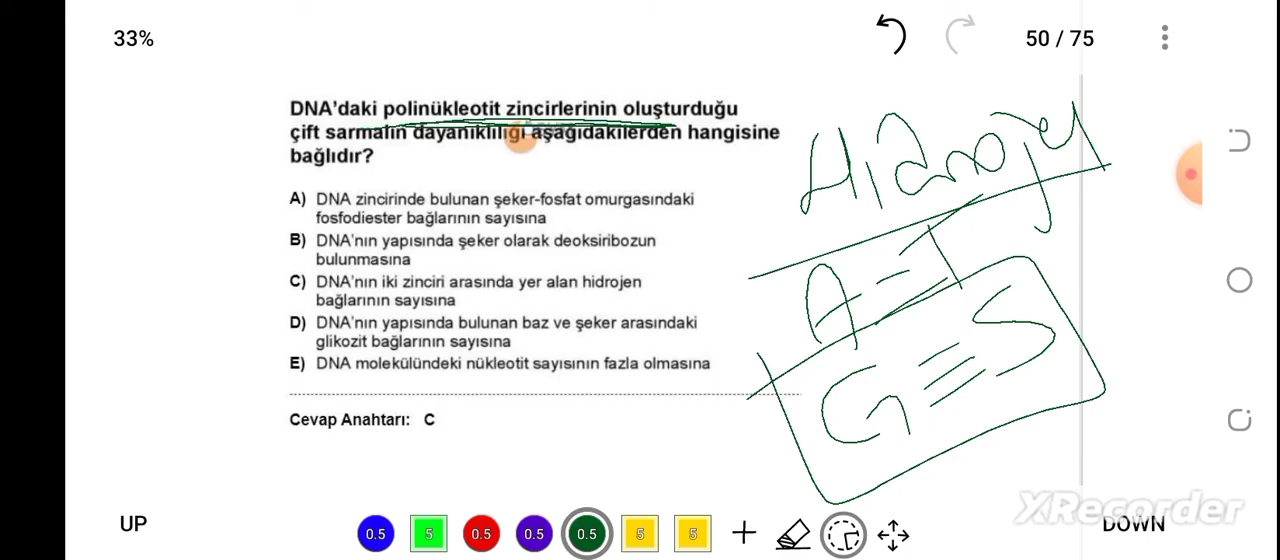 33%
50 / 75
DNA'daki polinükleotit zincirlerinin oluşturduğu
çift sarmalın dayanıklılığı aşağıdakilerden hangisine
bağlıdır?
A) DNA zincirinde bulunan şeker-fosfat omurgasındaki
fosfodiester bağlarının sayısına
B) DNA'nın yapısında şeker olarak deoksiribozun
bulunmasına
C) DNA'nın iki zinciri arasında yer alan hidrojen
bağlarının sayısına
D) DNA'nın yapısında bulunan baz ve şeker arasındaki
glikozit bağlarının sayısına
E) DNA molekülündeki nükleotit sayısının fazla olmasına
Cevap Anahtarı: C
A=T
G≡S
UP
0.5 5 0.5 0.5 0.5 5 5
XRecorder
DOWN